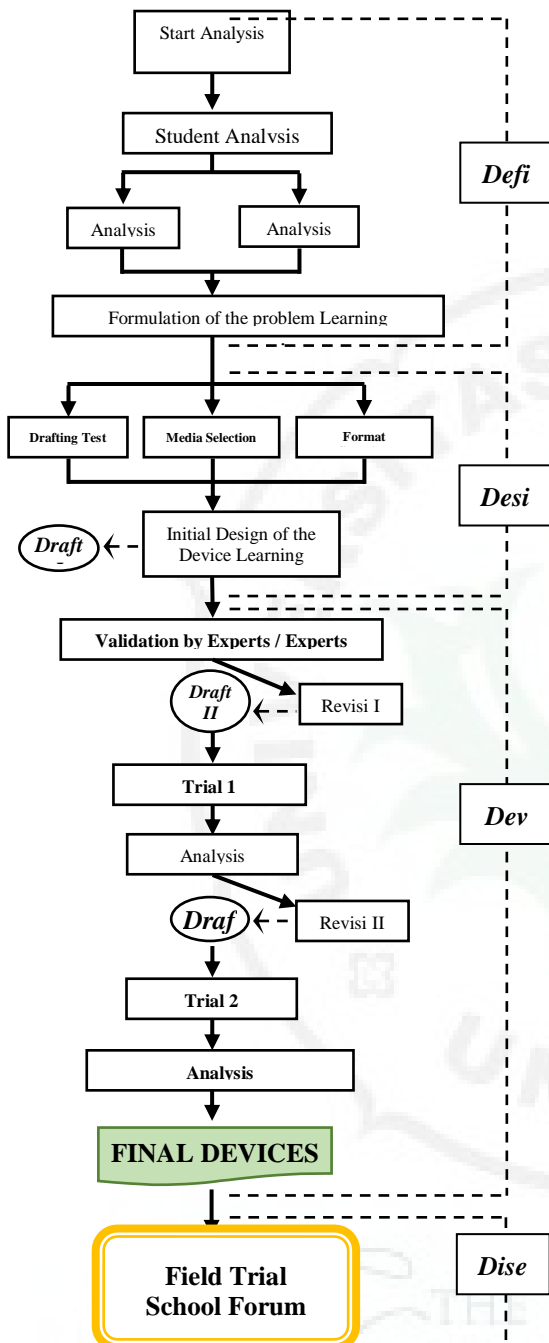 Start Analysis
Student Analysis
Defi
Analysis
Analysis
Formulation of the problem Learning
Drafting Test
Media Selection
Format
Desi
Draft
Initial Design of the
Device Learning
Validation by Experts / Experts
Draft
II
Revisi I
Trial 1
Dev
Analysis
Draf
Revisi II
Trial 2
Analysis
FINAL DEVICES
Field Trial
School Forum
Dise
THE